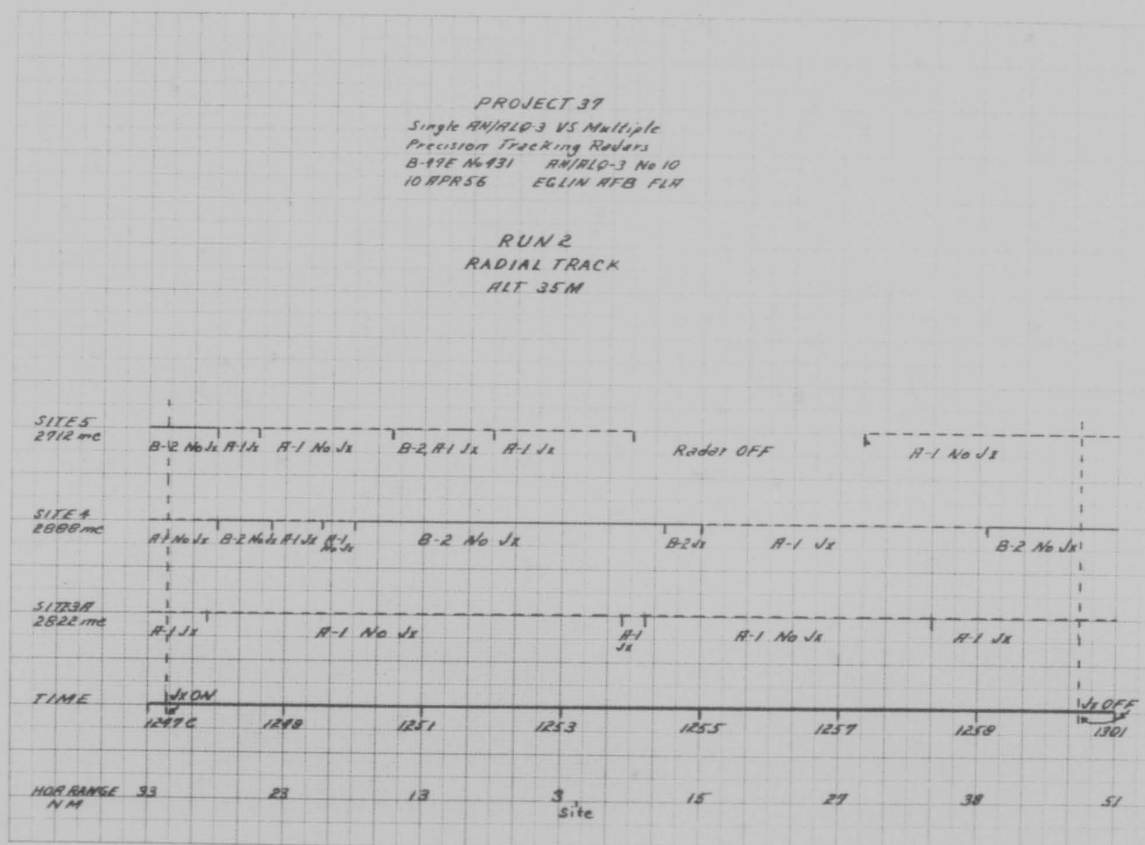 PROJECT 37
Single AN/ALQ-3 VS Multiple
Precision Tracking Radars
B-47E No 431 AN/ALQ-3 No 10
10 APR 56 EGLIN AFB FLA
RUN 2
RADIAL TRACK
ALT 35M
SITE 5
2712 mc
B-2 No Jx A-1 Jx A-1 No Jx B-2, A-1 Jx A-1 Jx Radar OFF A-1 No Jx
SITE 4
2888 mc
A-1 No Jx B-2 No Jx A-1 Jx A-1 No Jx B-2 No Jx B-2 Jx A-1 Jx B-2 No Jx
SITE 3A
2822 mc
A-1 Jx A-1 No Jx A-1 Jx A-1 No Jx A-1 Jx
TIME Jx ON Jx OFF
1247 C 1249 1251 1253 1255 1257 1259 1301
HOR RANGE 33 23 13 3 15 27 38 51
NM site